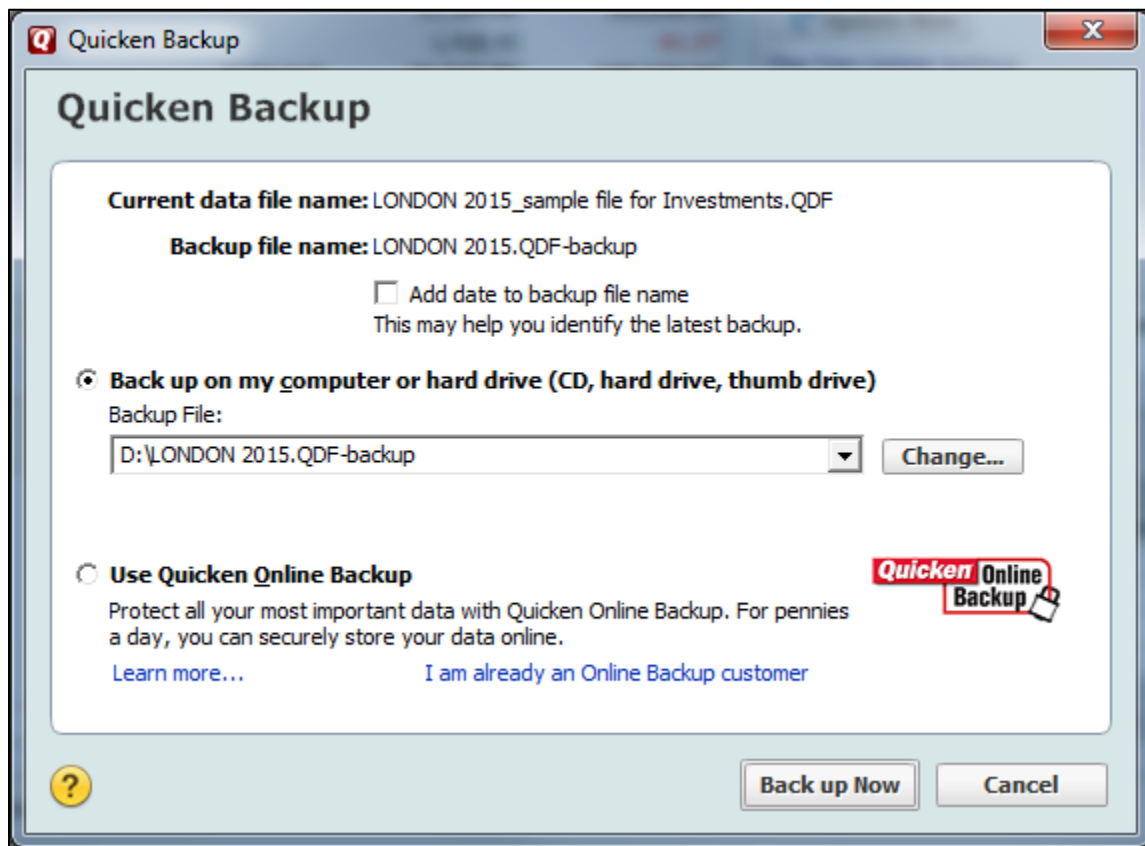 Quicken Backup
Quicken Backup
Current data file name: LONDON 2015_sample file for Investments.QDF
Backup file name: LONDON 2015.QDF-backup
Add date to backup file name
This may help you identify the latest backup.
Back up on my computer or hard drive (CD, hard drive, thumb drive)
Backup File:
D:\LONDON 2015.QDF-backup
Change...
Use Quicken Online Backup
Quicken Online
Backup
Protect all your most important data with Quicken Online Backup. For pennies
a day, you can securely store your data online.
Learn more... I am already an Online Backup customer
? Back up Now Cancel